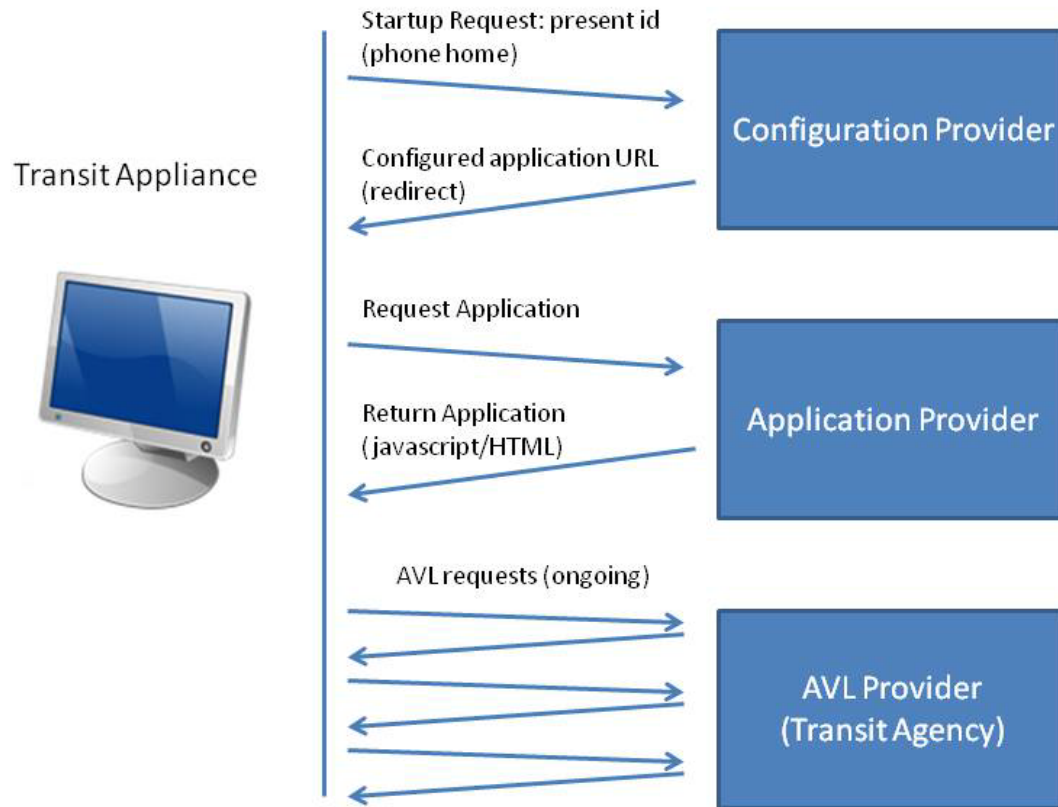 Startup Request: present id
(phone home)
Configuration Provider
Configured application URL
(redirect)
Transit Appliance
Request Application
Application Provider
Return Application
(javascript/HTML)
AVL requests (ongoing)
AVL Provider
(Transit Agency)